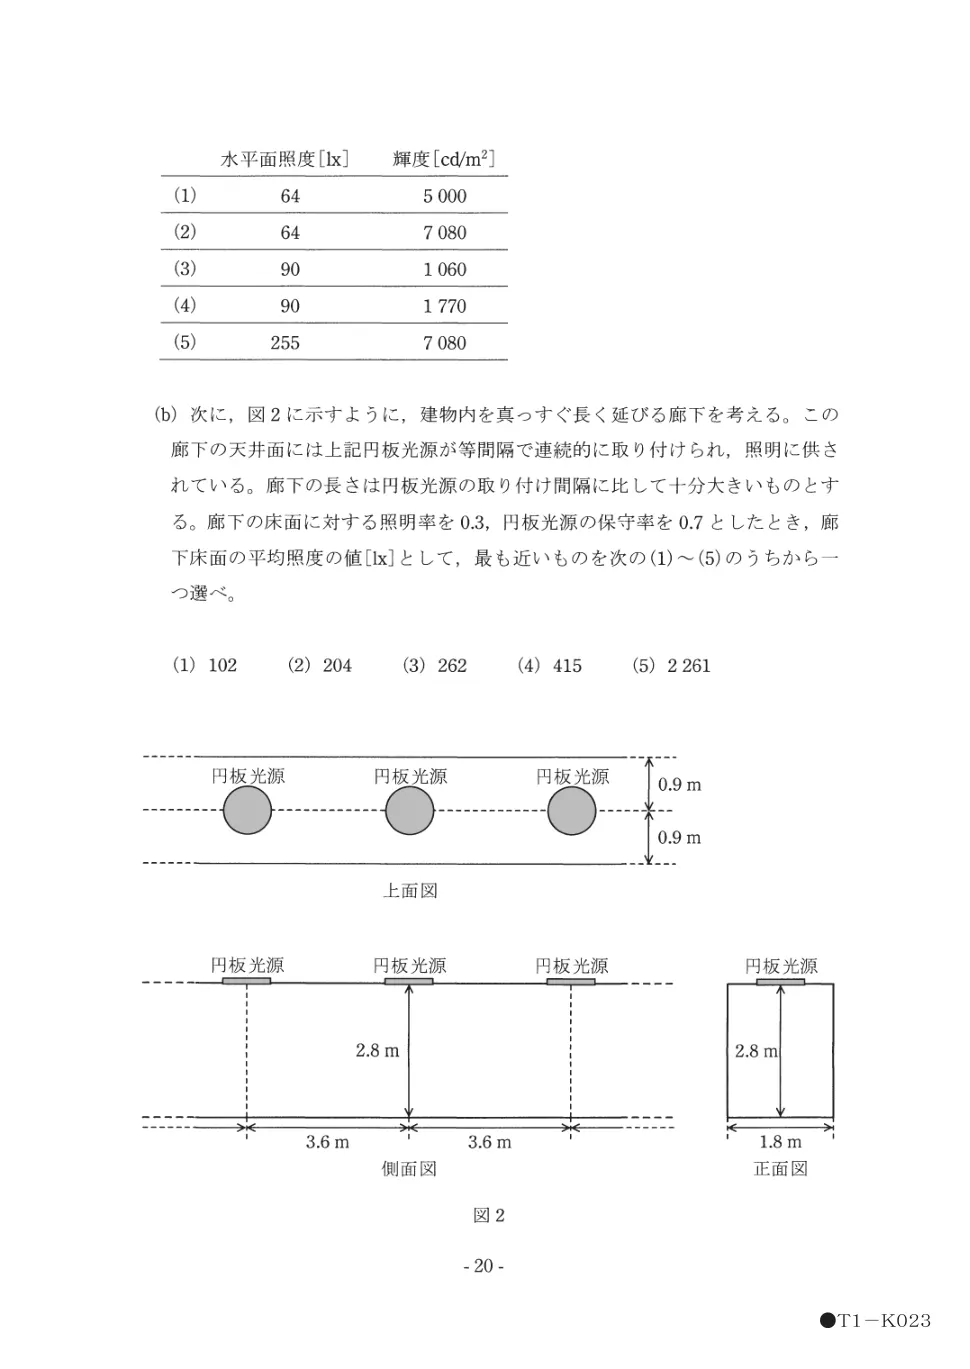 水平面照度[lx] 輝度[cd/m²]
(1) 64 5 000
(2) 64 7 080
(3) 90 1 060
(4) 90 1 770
(5) 255 7 080
(b) 次に，図 2 に示すように，建物内を真っすぐ長く延びる廊下を考える。この
廊下の天井面には上記円板光源が等間隔で連続的に取り付けられ，照明に供さ
れている。廊下の長さは円板光源の取り付け間隔に比して十分大きいものとす
る。廊下の床面に対する照明率を 0.3，円板光源の保守率を 0.7 としたとき，廊
下床面の平均照度の値[lx]として，最も近いものを次の(1)～(5)のうちから一
つ選べ。
(1) 102 (2) 204 (3) 262 (4) 415 (5) 2 261
円板光源 円板光源 円板光源
0.9 m
0.9 m
上面図
円板光源 円板光源 円板光源 円板光源
2.8 m 2.8 m
3.6 m 3.6 m 1.8 m
側面図 正面図
図 2
- 20 -
●T1－K023